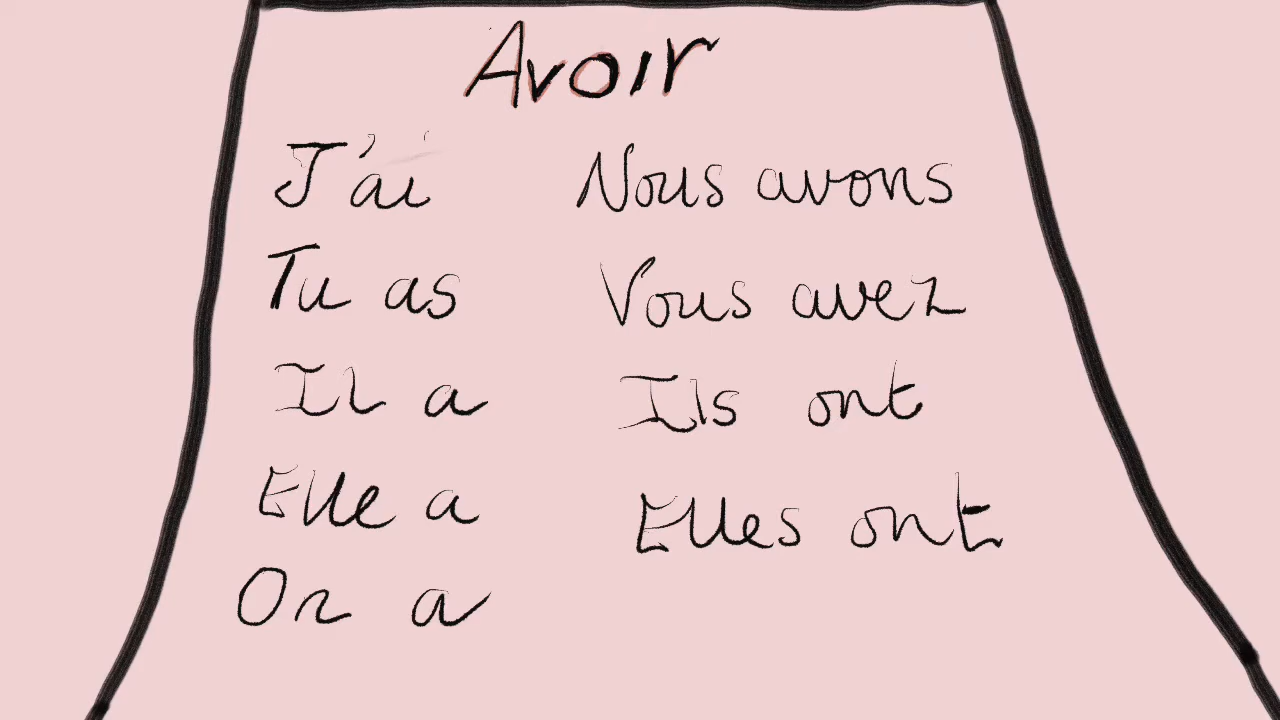 Avoir
J'ai
Tu as
Il a
Elle a
On a
Nous avons
Vous avez
Ils ont
Elles ont